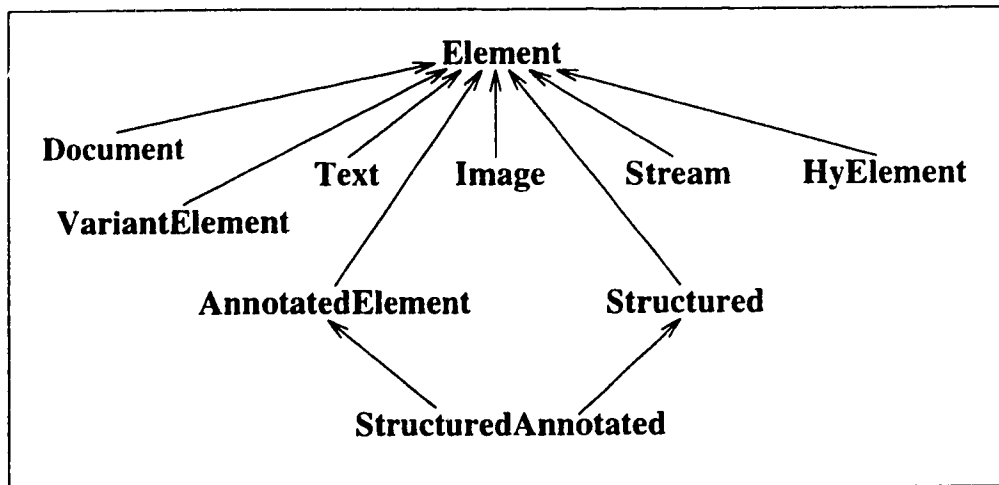 Element
Document
Text
Image
Stream
HyElement
VariantElement
AnnotatedElement
Structured
StructuredAnnotated